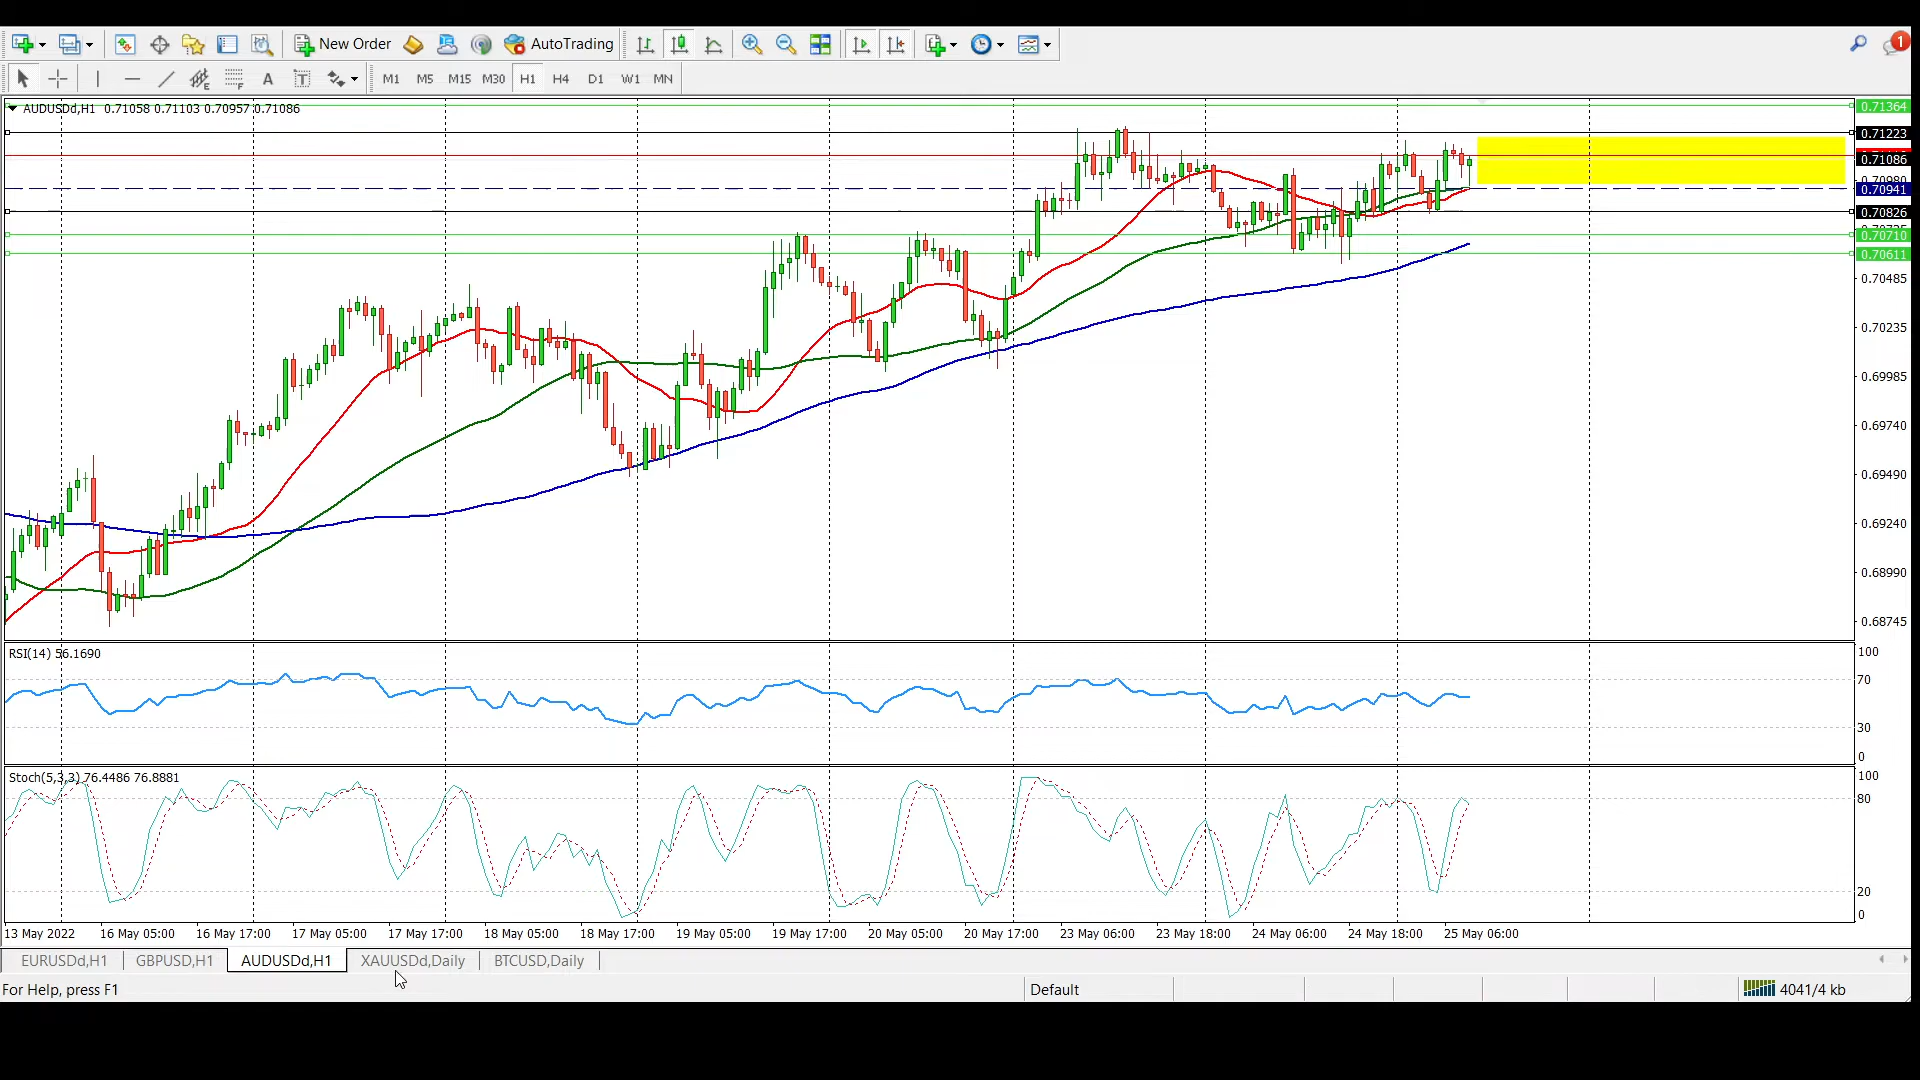 New Order AutoTrading 1
A T M1 M5 M15 M30 H1 H4 D1 W1 MN
AUDUSDd,H1 0.71058 0.71103 0.70957 0.71086
0.71364
0.71223
0.71086
0.70941
0.70826
0.70710
0.70611
0.70485
0.70235
0.69985
0.69740
0.69490
0.69240
0.68990
0.68745
RSI(14) 56.1690
100
70
30
0
Stoch(5,3,3) 76.4486 76.8881
100
80
20
0
13 May 2022 16 May 05:00 16 May 17:00 17 May 05:00 17 May 17:00 18 May 05:00 18 May 17:00 19 May 05:00 19 May 17:00 20 May 05:00 20 May 17:00 23 May 06:00 23 May 18:00 24 May 06:00 24 May 18:00 25 May 06:00
EURUSDd,H1 GBPUSD,H1 AUDUSDd,H1 XAUUSDd,Daily BTCUSD,Daily
For Help, press F1 Default 4041/4 kb